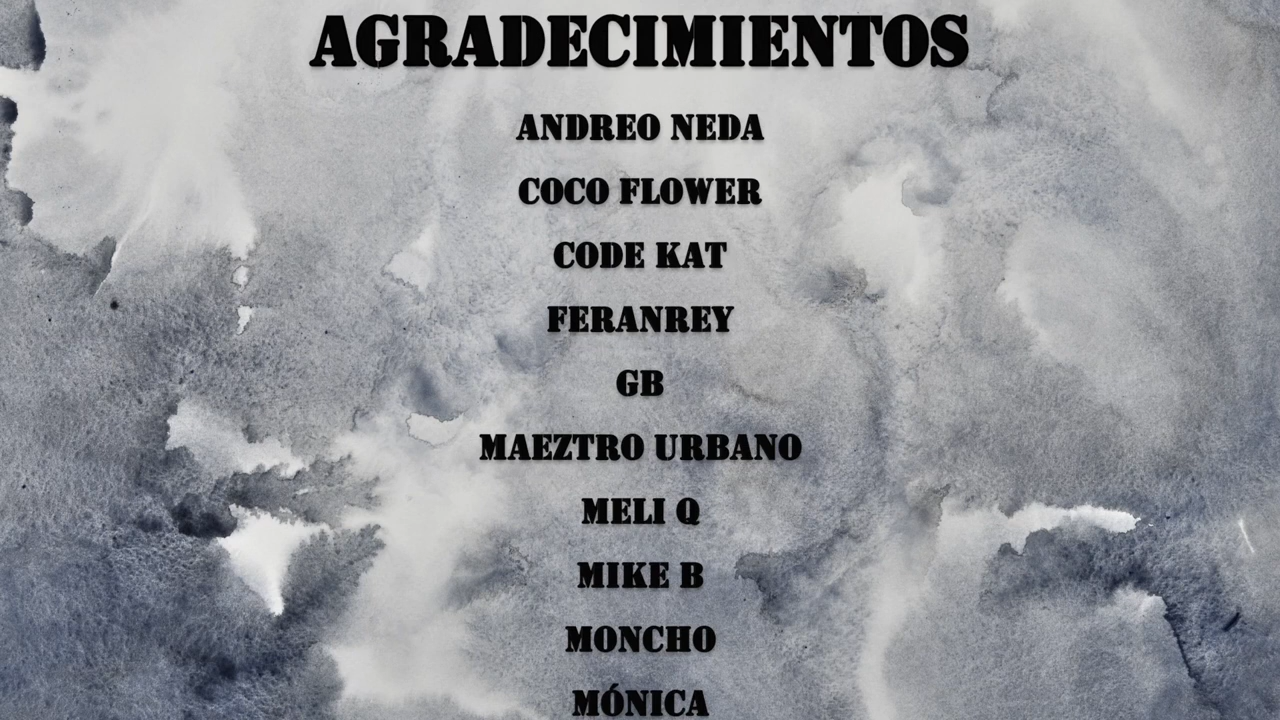 AGRADECIMIENTOS
ANDREO NEDA
COCO FLOWER
CODE KAT
FERANREY
GB
MAEZTRO URBANO
MELI Q
MIKE B
MONCHO
MÓNICA